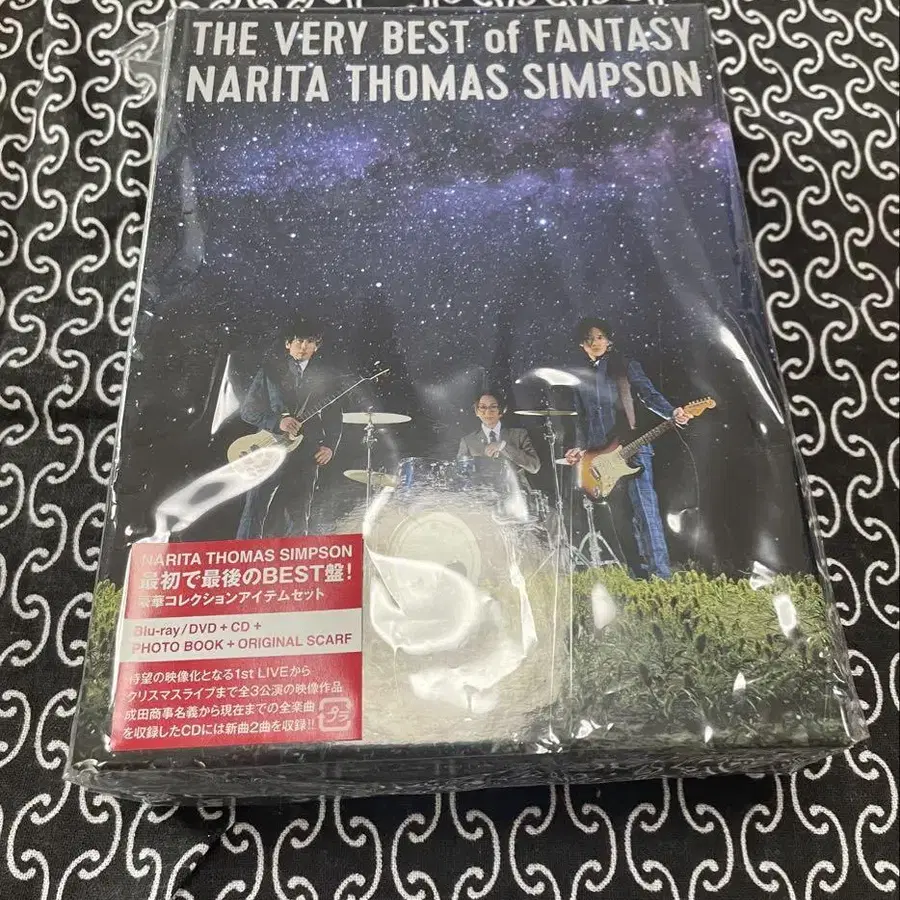 THE VERY BEST of FANTASY
NARITA THOMAS SIMPSON
NARITA THOMAS SIMPSON
最初で最後のBEST盤!
豪華コレクションアイテムセット
Blu-ray/DVD+CD+
PHOTO BOOK+ORIGINAL SCARF
待望の映像化となる1st LIVEから
クリスマスライブまで全3公演の映像作品
成田商事名義から現在までの全楽曲
を収録したCDには新曲2曲を収録!!
プラ